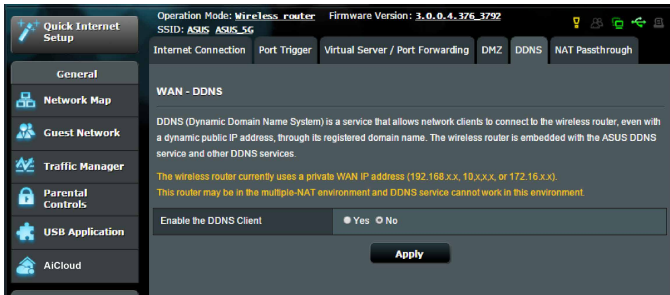 Quick Internet Setup
Operation Mode: Wireless router Firmware Version: 3.0.0.4.376_3792
SSID: ASUS ASUS_5G
Internet Connection Port Trigger Virtual Server / Port Forwarding DMZ DDNS NAT Passthrough
General
Network Map
Guest Network
Traffic Manager
Parental Controls
USB Application
AiCloud
WAN - DDNS
DDNS (Dynamic Domain Name System) is a service that allows network clients to connect to the wireless router, even with
a dynamic public IP address, through its registered domain name. The wireless router is embedded with the ASUS DDNS
service and other DDNS services.
The wireless router currently uses a private WAN IP address (192.168.x.x, 10,x,x,x, or 172.16.x.x).
This router may be in the multiple-NAT environment and DDNS service cannot work in this environment.
Enable the DDNS Client Yes No
Apply